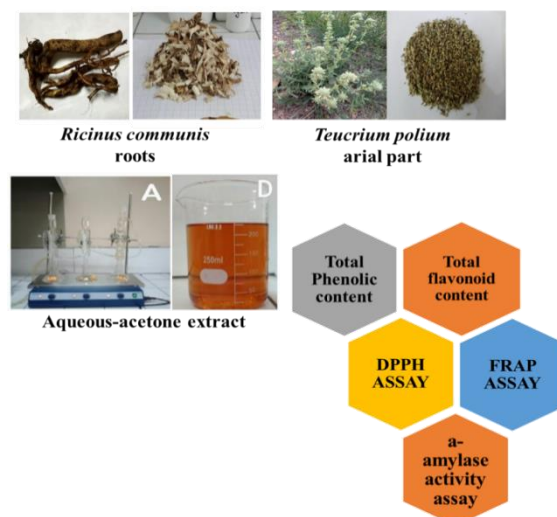 Ricinus communis
roots
Teucrium polium
arial part
A
D
250ml
Aqueous-acetone extract
Total
Phenolic
content
Total
flavonoid
content
DPPH
ASSAY
FRAP
ASSAY
a-
amylase
activity
assay